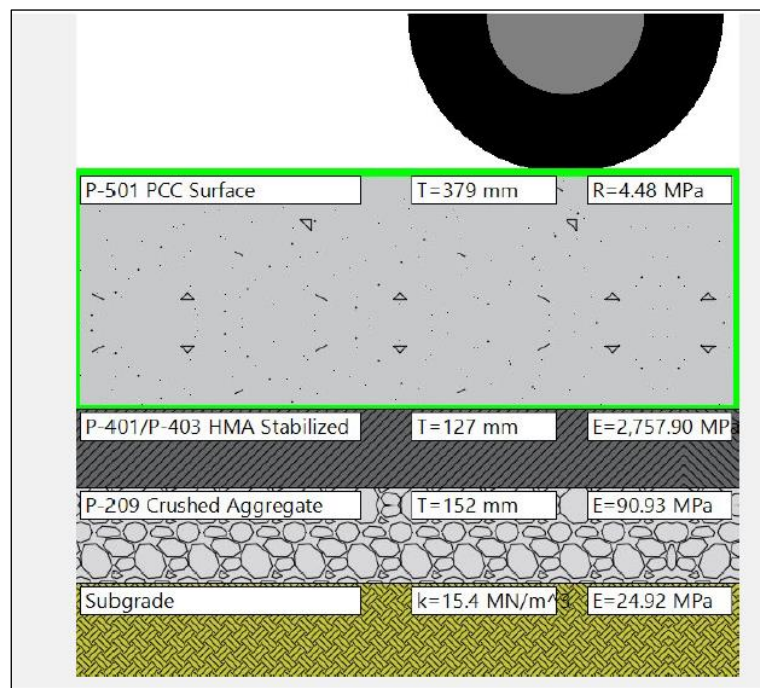 P-501 PCC Surface T=379 mm R=4.48 MPa
P-401/P-403 HMA Stabilized T=127 mm E=2,757.90 MPa
P-209 Crushed Aggregate T=152 mm E=90.93 MPa
Subgrade k=15.4 MN/m^3 E=24.92 MPa